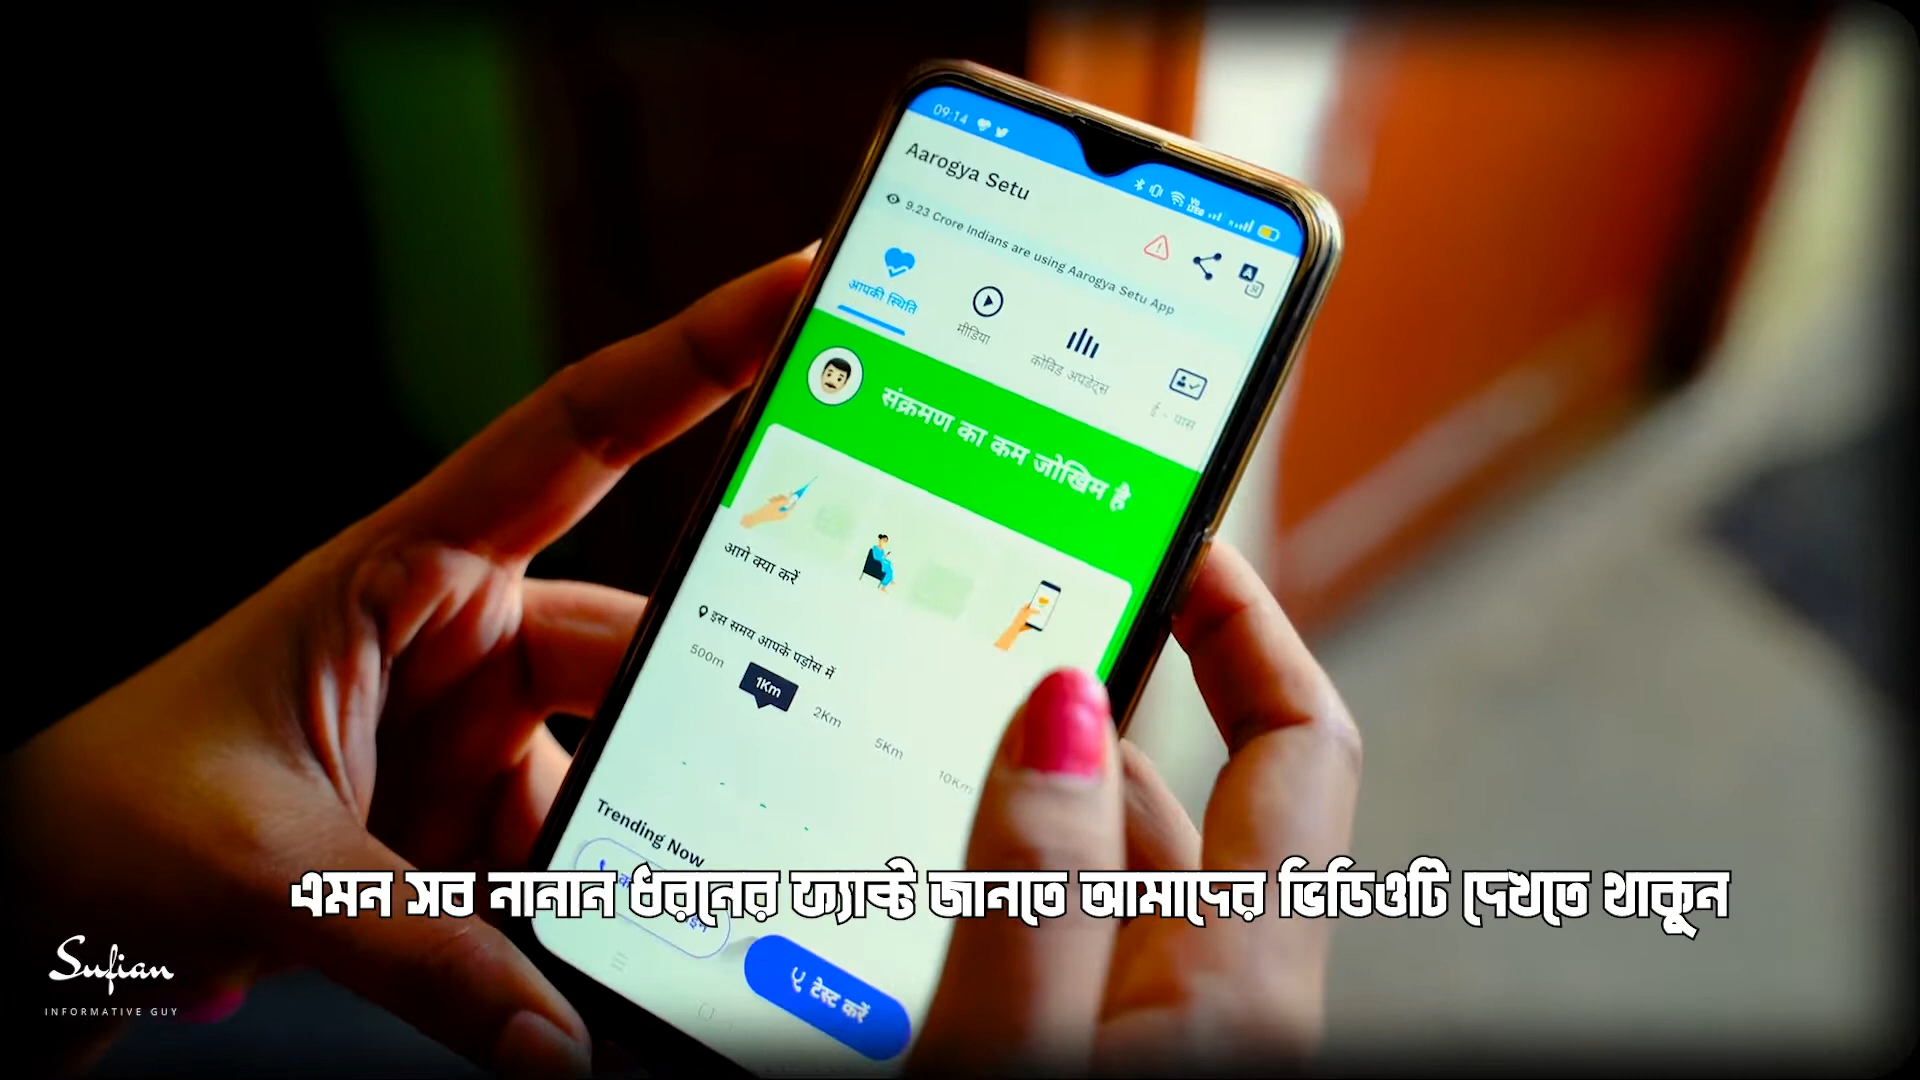 09:14
Aarogya Setu
9.23 Crore Indians are using Aarogya Setu App
आपकी स्थिति
मीडिया
कोविड अपडेट्स
ई - पास
संक्रमण का कम जोखिम है
आगे क्या करें
इस समय आपके पड़ोस में
500m
1Km
2Km
5Km
10Km
Trending Now
এমন সব নানান ধরনের ফ্যাক্ট জানতে আমাদের ভিডিওটি দেখতে থাকুন
टेस्ट करें
Sufian
INFORMATIVE GUY